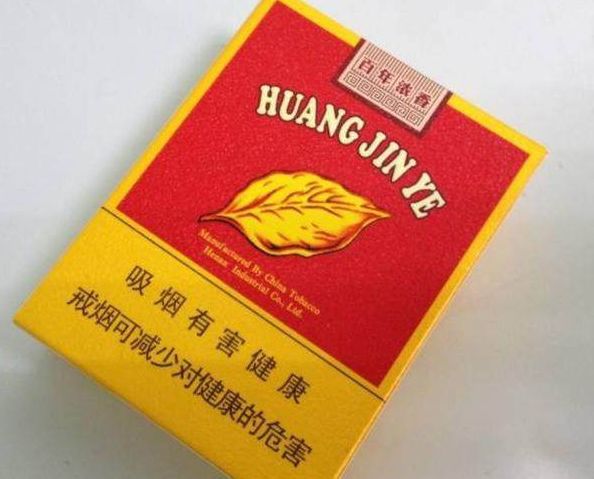 百年浓香
HUANG JIN YE
Manufactured By China Tobacco
Henan Industrial Co., Ltd.
吸烟有害健康
戒烟可减少对健康的危害